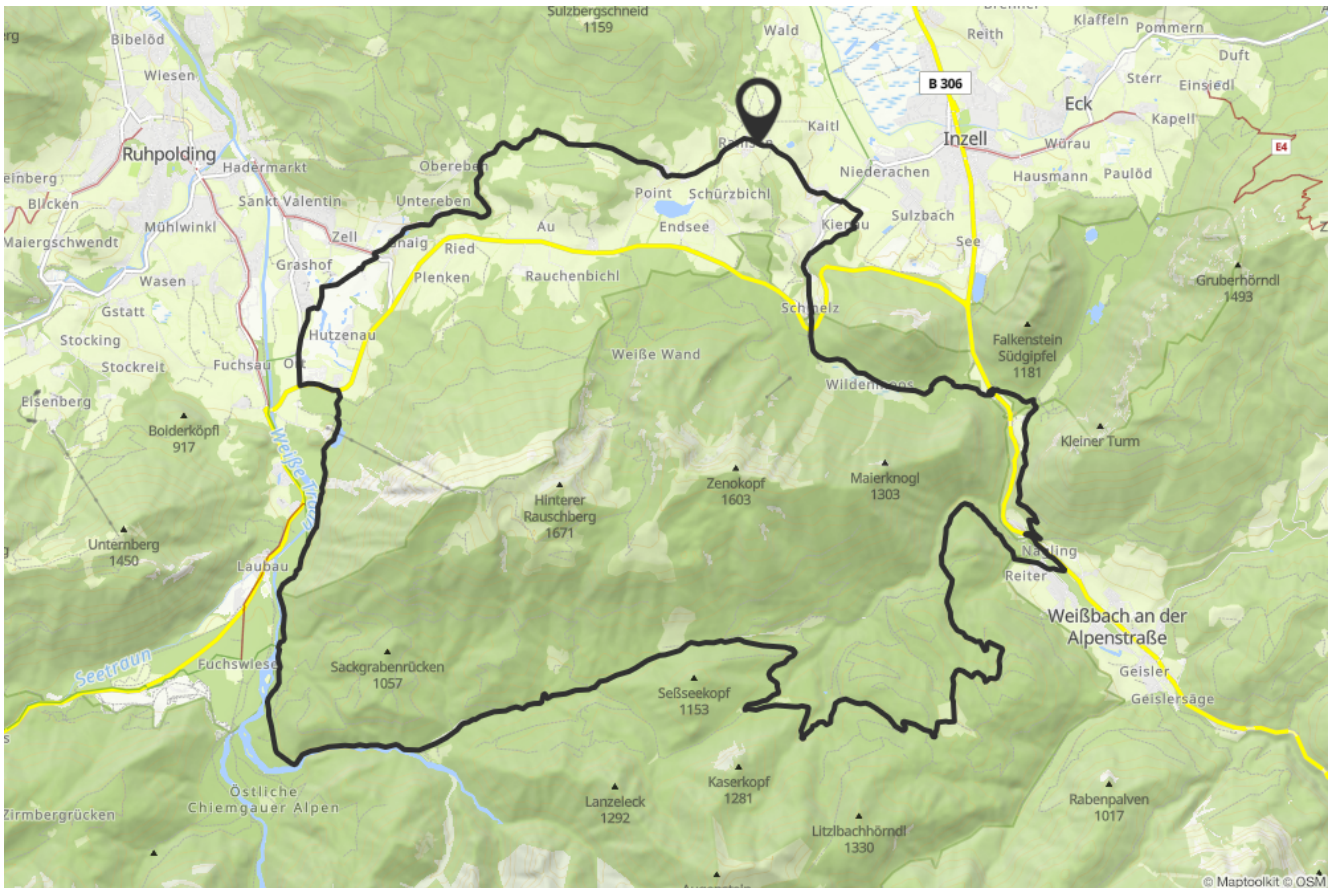 Sulzbergschneid
1159
Wald
Reith
Klaffeln
Pommern
Bibelöd
Duft
Wiesen
B 306
Sterr
Einsiedl
Eck
Kapell
Kaitl
Inzell
Ruhpolding
Hadermarkt
Obereben
Würau
E4
Niederachen
Hausmann
Paulöd
Blicken
Sankt Valentin
Untereben
Point
Schürzbichl
Mühlwinkl
Au
Endsee
Sulzbach
Maiergschwendt
Zell
Ried
See
Grashof
Plenken
Rauchenbichl
Wasen
Gruberhörndl
1493
Gstatt
Schmelz
Hutzenau
Stocking
Falkenstein
Südgipfel
1181
Weiße Wand
Stockreit
Fuchsau
Ort
Eisenberg
Boiderköpfl
917
Kleiner Turm
Zenokopf
1603
Maierknogl
1303
Hinterer
Rauschberg
1671
Unternberg
1450
Laubau
Reiter
Weißbach an der
Alpenstraße
Seetraun
Fuchswiese
Sackgrabenrücken
1057
Geisler
Seßseekopf
1153
Geislersäge
Östliche
Chiemgauer Alpen
Kaserkopf
1281
Lanzeleck
1292
Rabenpalven
1017
Zirmbergrücken
Litzlbachhörndl
1330
© Maptoolkit © OSM